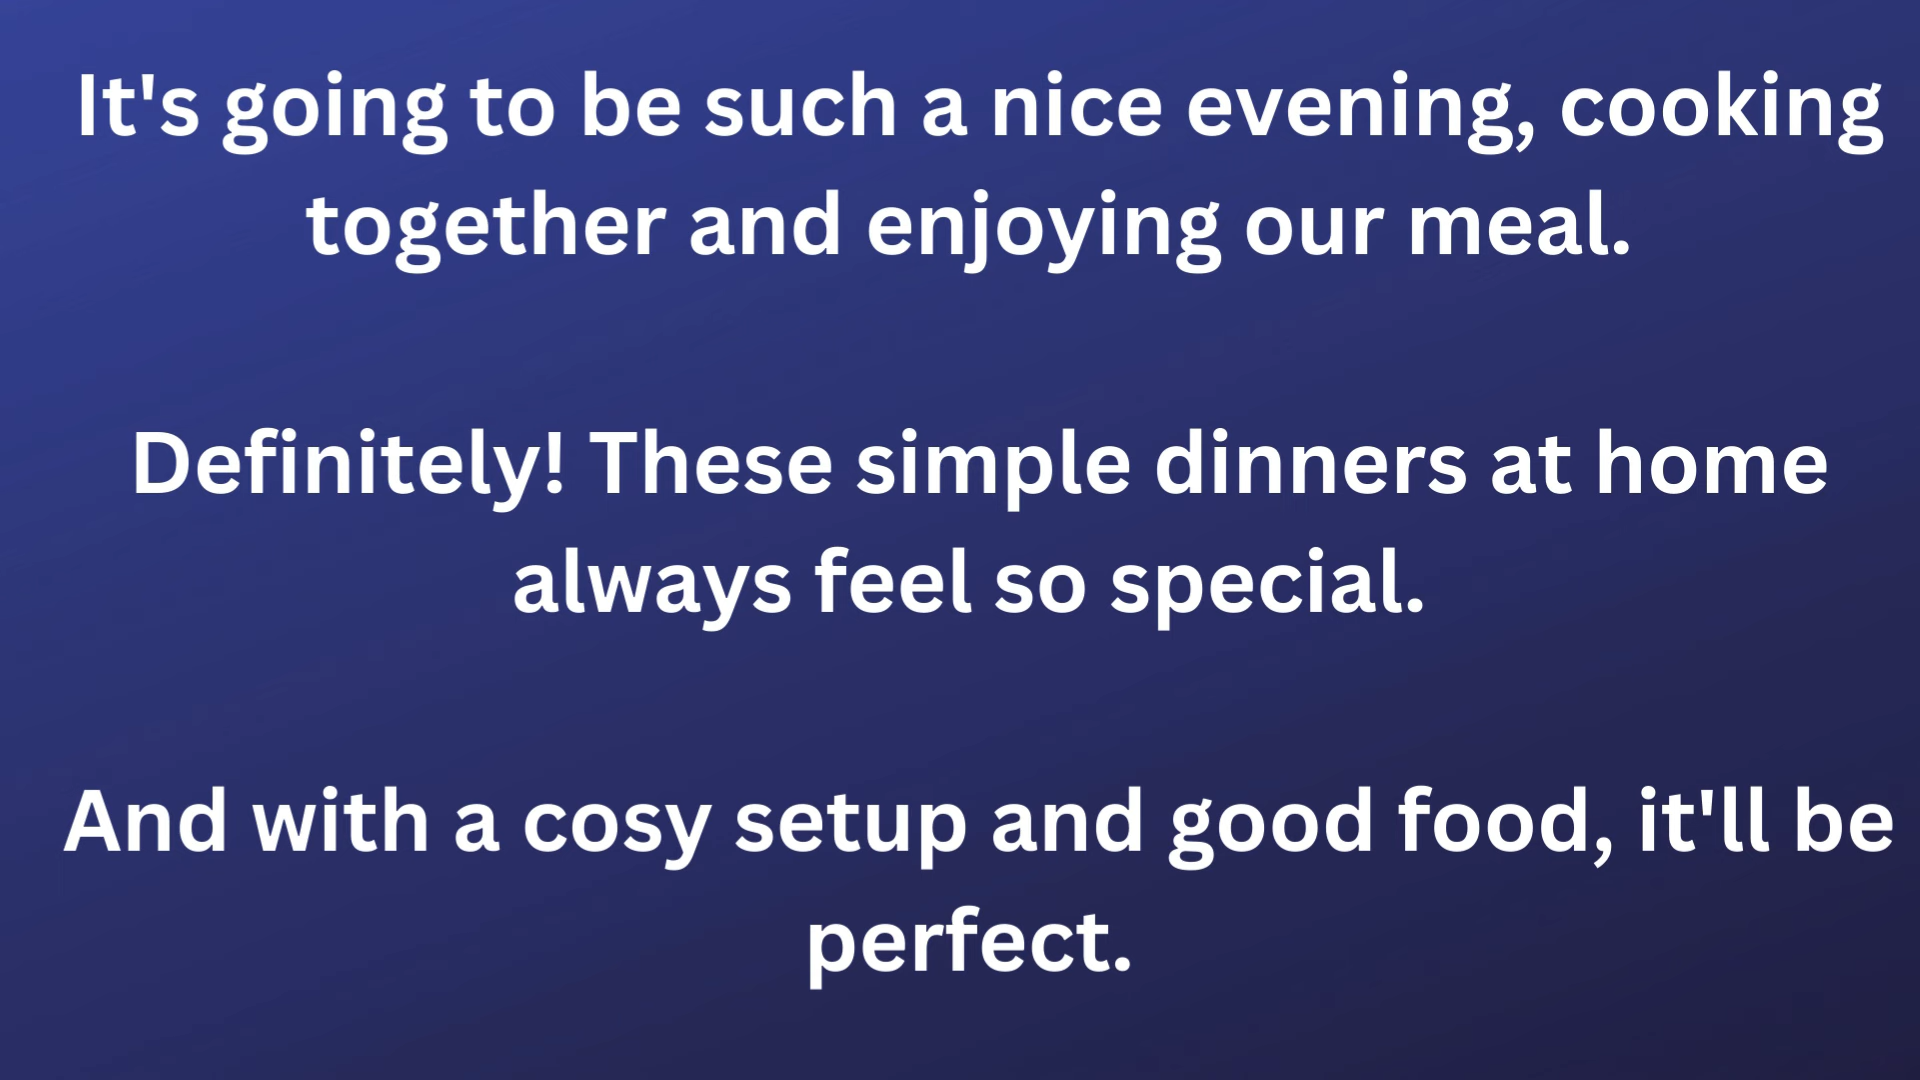 It's going to be such a nice evening, cooking
together and enjoying our meal.
Definitely! These simple dinners at home
always feel so special.
And with a cosy setup and good food, it'll be
perfect.